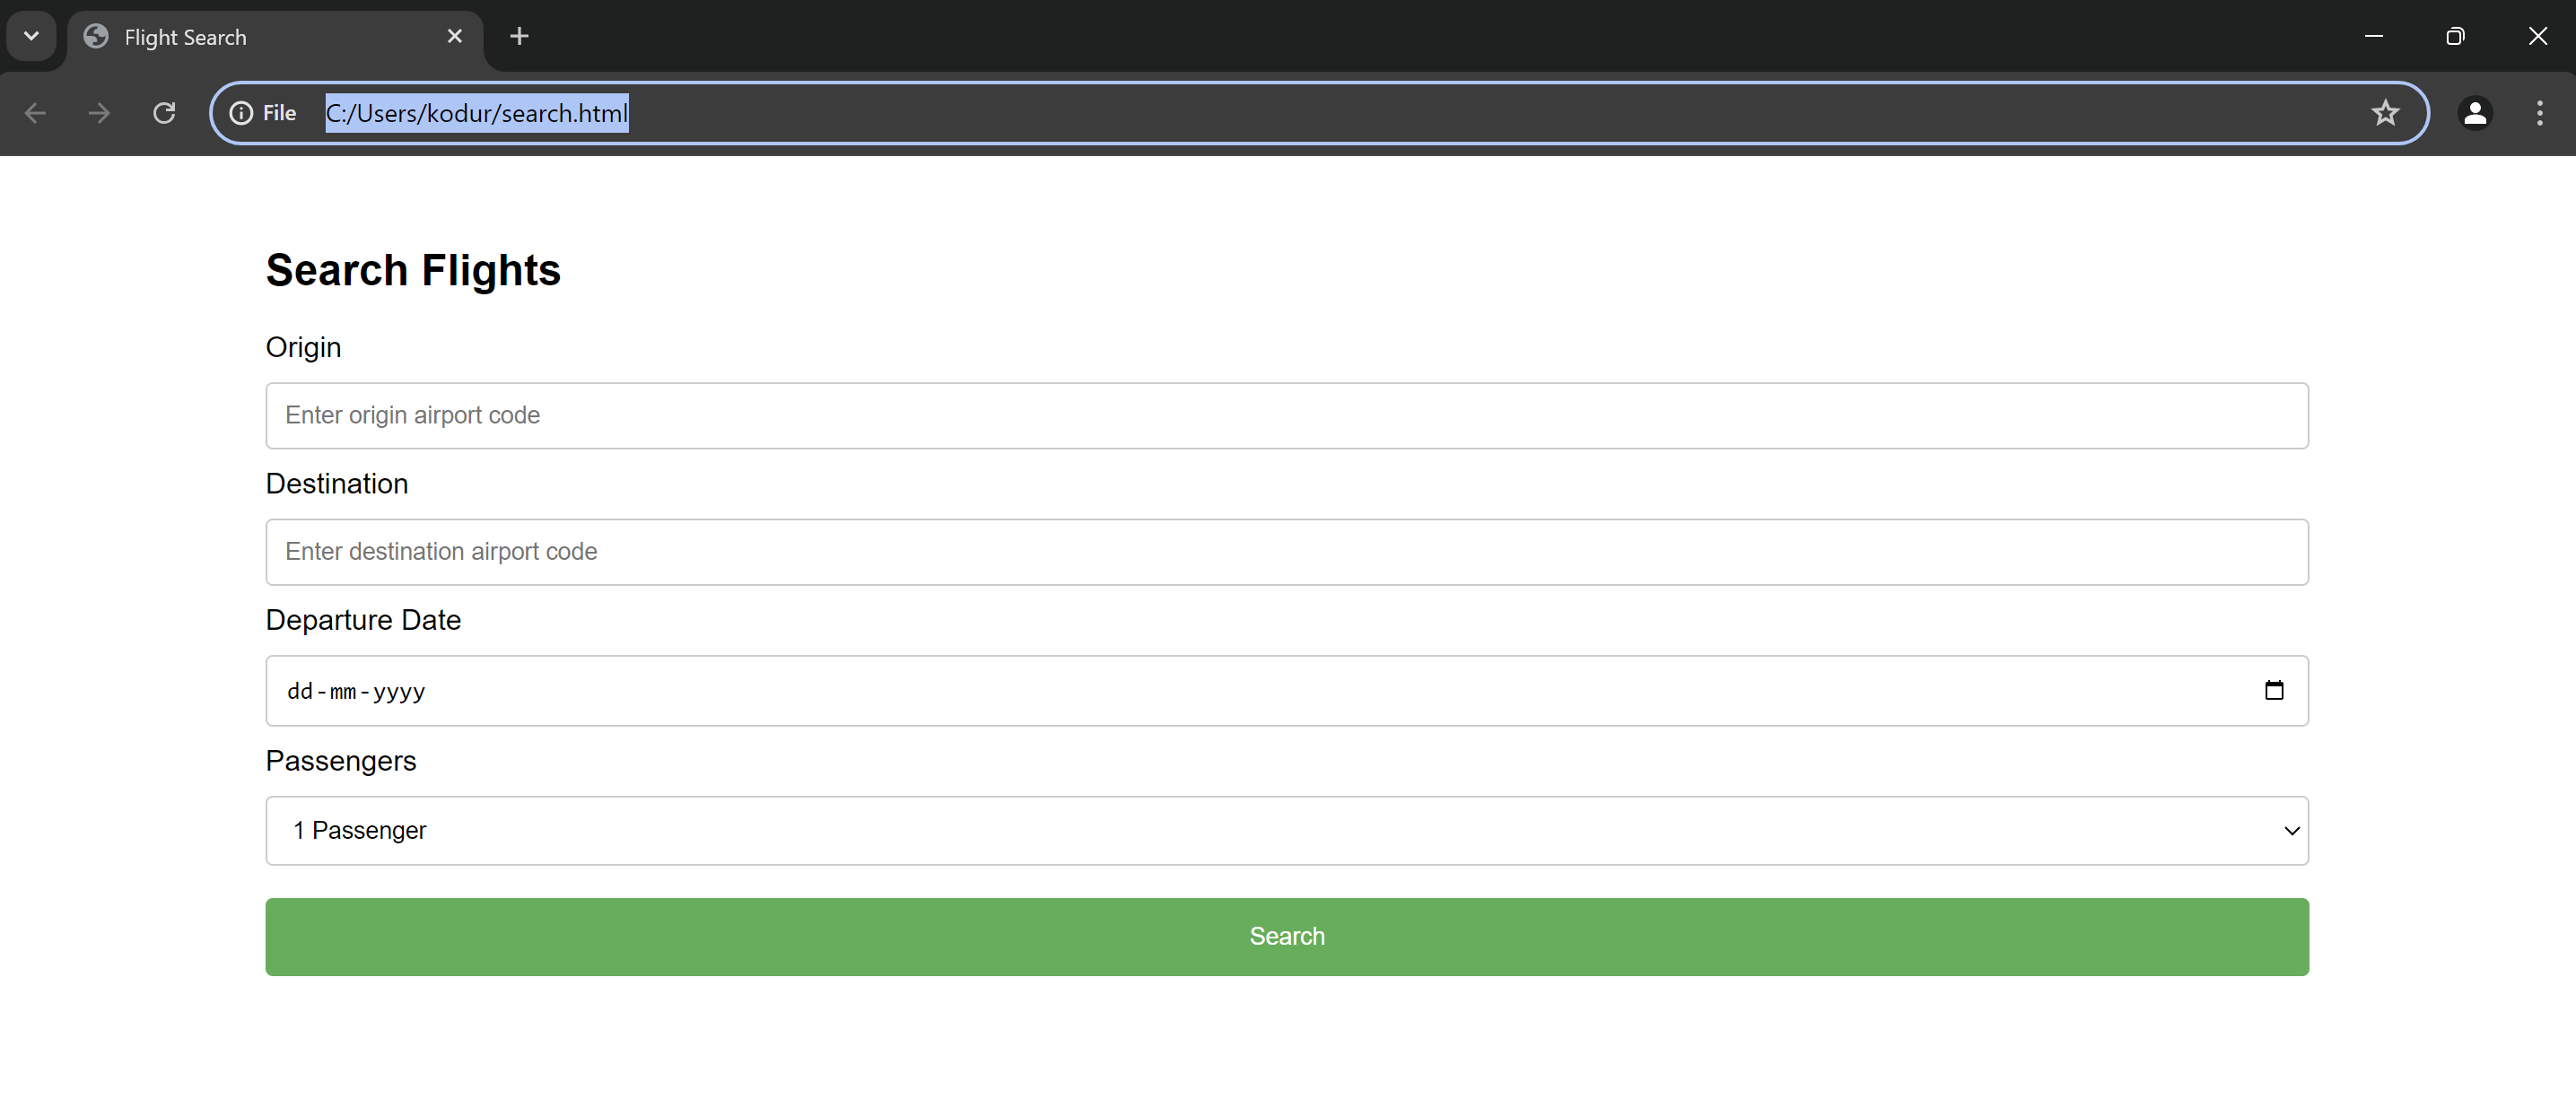 Flight Search
File C:/Users/kodur/search.html
Search Flights
Origin
Enter origin airport code
Destination
Enter destination airport code
Departure Date
dd-mm-yyyy
Passengers
1 Passenger
Search